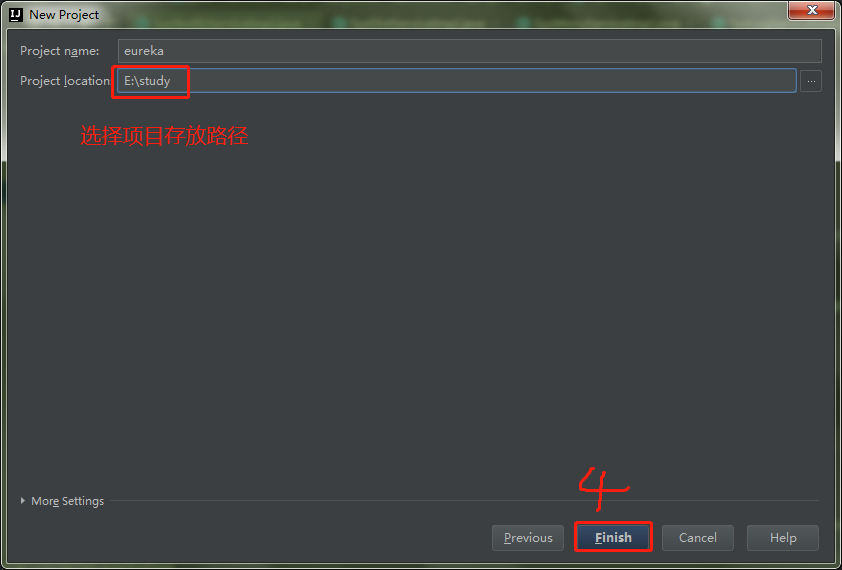 New Project
Project name: eureka
Project location: E:\study ...
选择项目存放路径
4
More Settings
Previous Finish Cancel Help